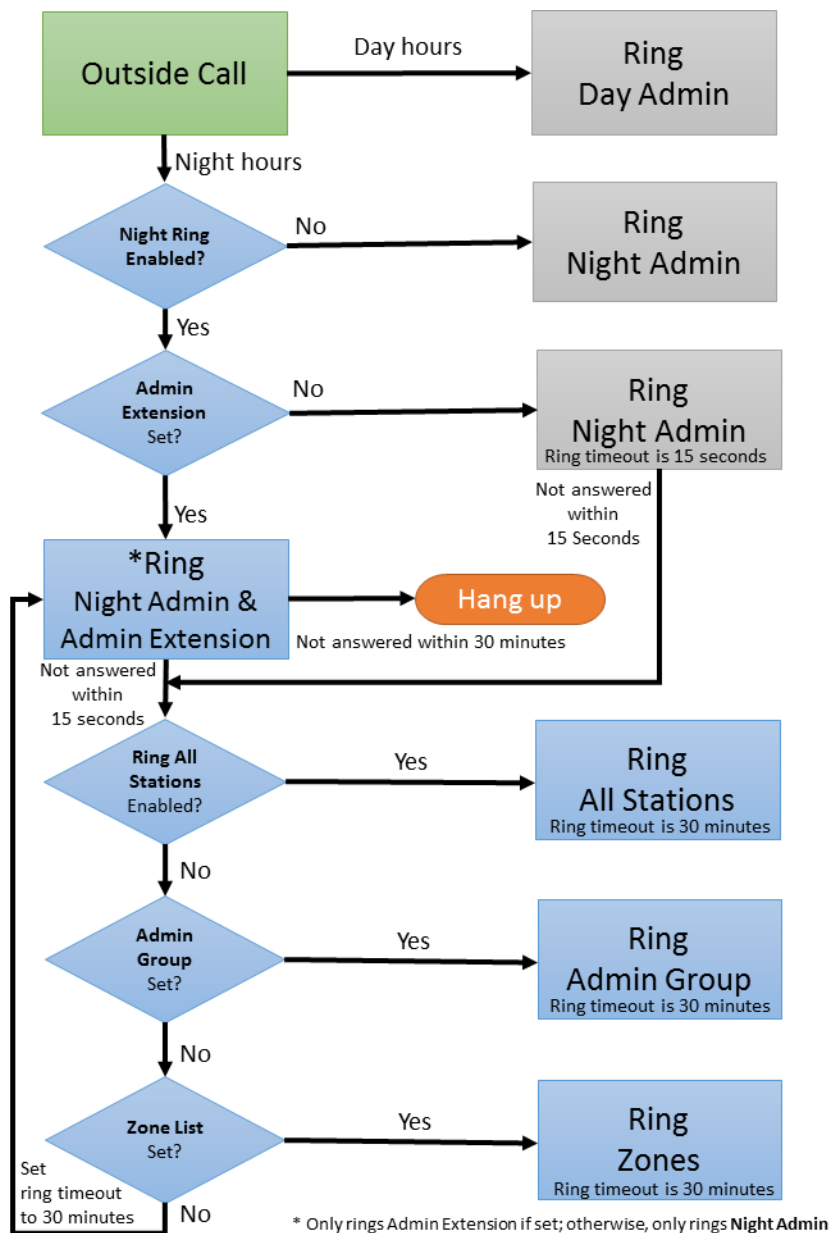 Outside Call
Day hours
Ring
Day Admin
Night hours
Night Ring
Enabled?
No
Ring
Night Admin
Yes
Admin
Extension
Set?
No
Ring
Night Admin
Ring timeout is 15 seconds
Yes
Not answered
within
15 Seconds
*Ring
Night Admin &
Admin Extension
Hang up
Not answered within 30 minutes
Not answered
within
15 seconds
Ring All
Stations
Enabled?
Yes
Ring
All Stations
Ring timeout is 30 minutes
No
Admin
Group
Set?
Yes
Ring
Admin Group
Ring timeout is 30 minutes
No
Zone List
Set?
Yes
Ring
Zones
Ring timeout is 30 minutes
Set
ring timeout
to 30 minutes
No
* Only rings Admin Extension if set; otherwise, only rings Night Admin